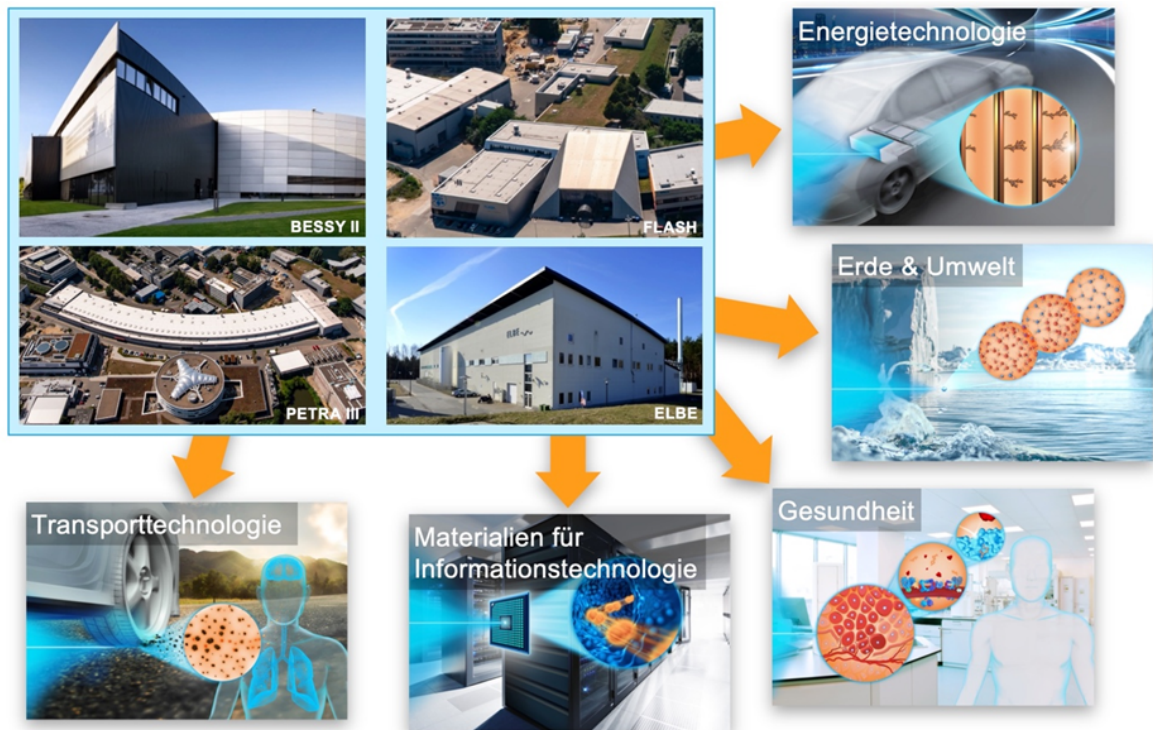 BESSY II
FLASH
PETRA III
ELBE
Energietechnologie
Erde & Umwelt
Gesundheit
Transporttechnologie
Materialien für
Informationstechnologie